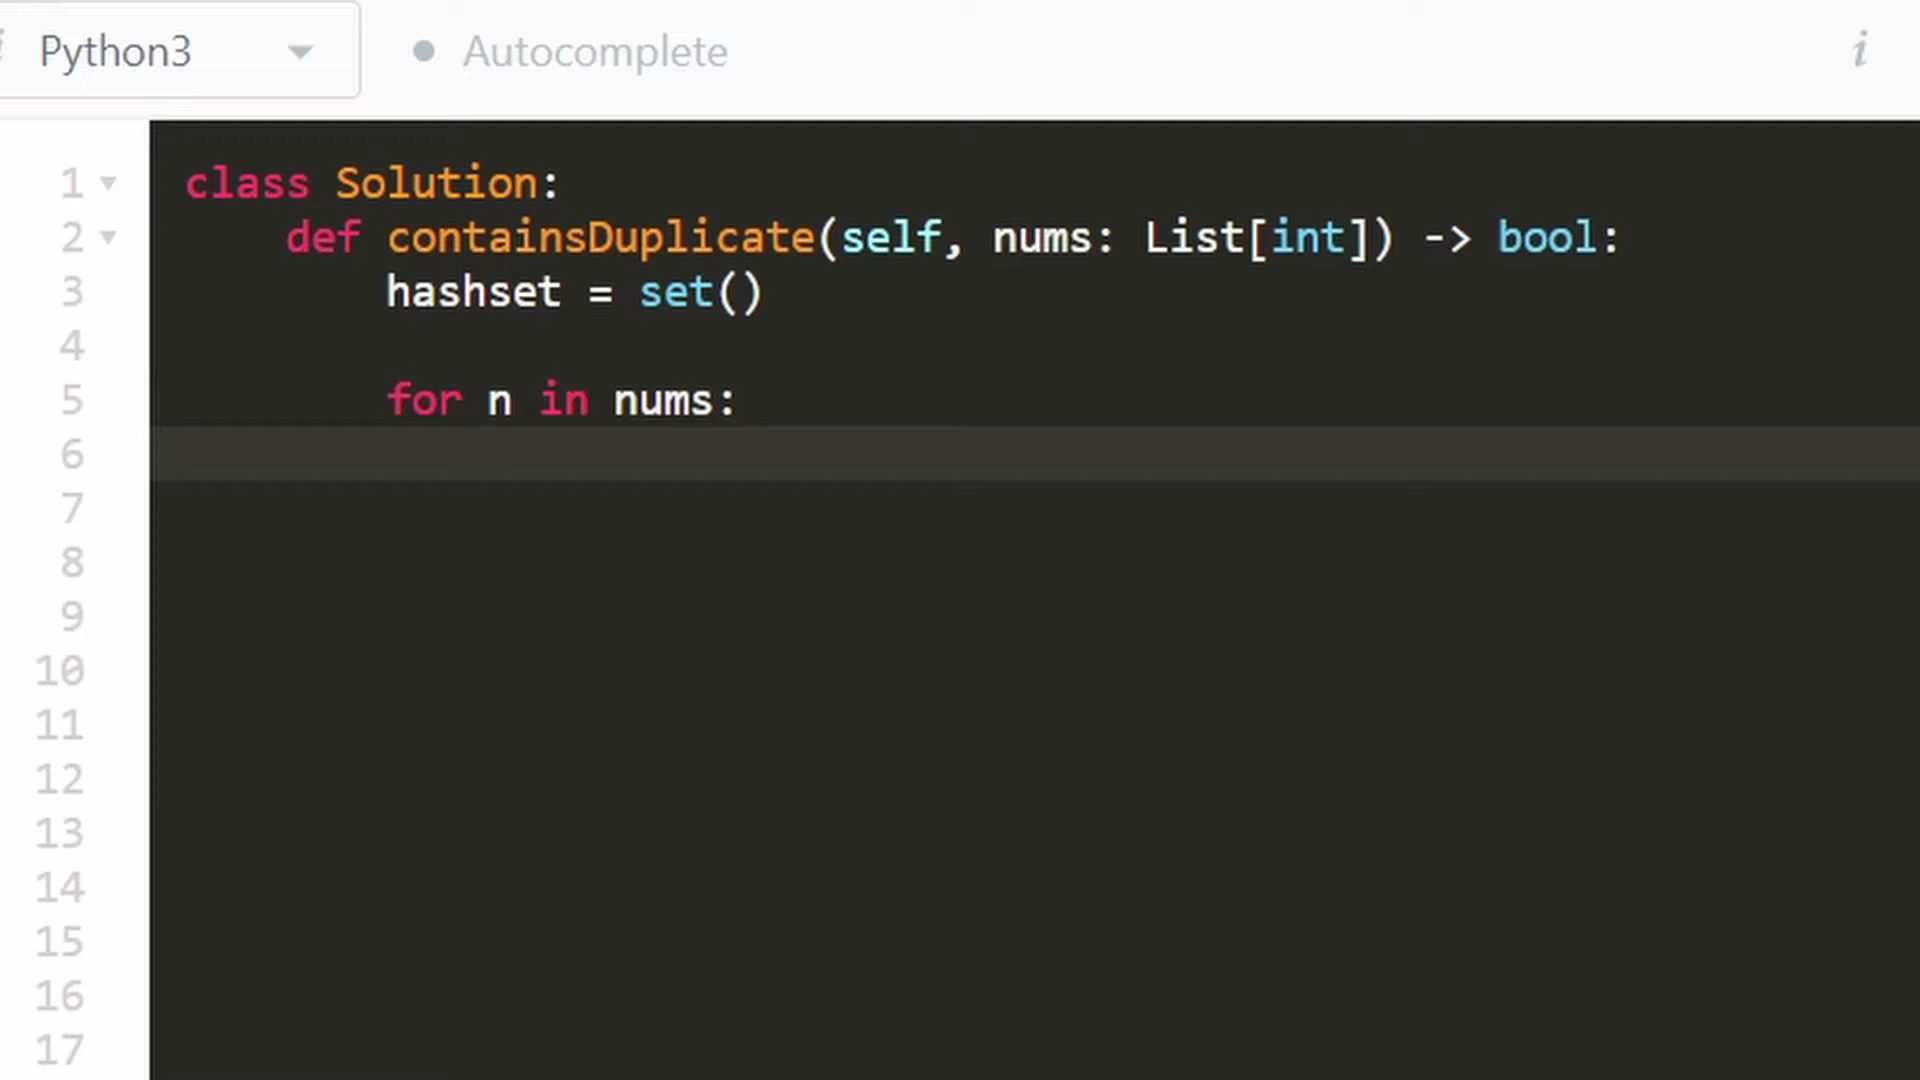 Python3 Autocomplete i
1 class Solution:
2 def containsDuplicate(self, nums: List[int]) -> bool:
3 hashset = set()
4
5 for n in nums:
6
7
8
9
10
11
12
13
14
15
16
17